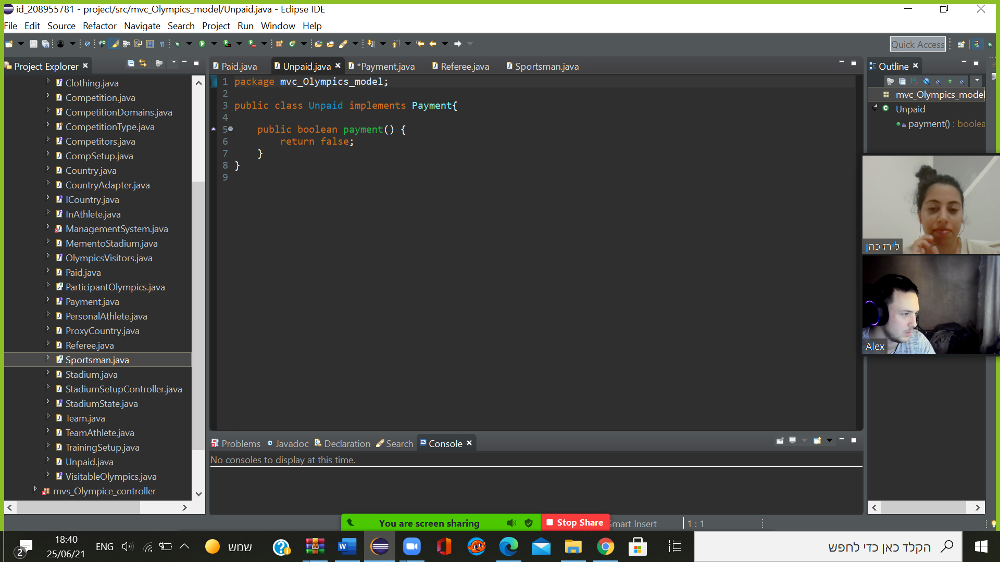 id_208955781 - project/src/mvc_Olympics_model/Unpaid.java - Eclipse IDE
File Edit Source Refactor Navigate Search Project Run Window Help
Quick Access
Project Explorer
Clothing.java
Competition.java
CompetitionDomains.java
CompetitionType.java
Competitors.java
CompSetup.java
Country.java
CountryAdapter.java
ICountry.java
InAthlete.java
ManagementSystem.java
MementoStadium.java
OlympicsVisitors.java
Paid.java
ParticipantOlympics.java
Payment.java
PersonalAthlete.java
ProxyCountry.java
Referee.java
Sportsman.java
Stadium.java
StadiumSetupController.java
StadiumState.java
Team.java
TeamAthlete.java
TrainingSetup.java
Unpaid.java
VisitableOlympics.java
mvs_Olympice_controller
Paid.java Unpaid.java *Payment.java Referee.java Sportsman.java
1 package mvc_Olympics_model;
2
3 public class Unpaid implements Payment{
4
5 public boolean payment() {
6 return false;
7 }
8 }
9
Outline
mvc_Olympics_model
Unpaid
payment() : boolea
לירז כהן
Alex
Problems Javadoc Declaration Search Console
No consoles to display at this time.
You are screen sharing
Stop Share
Smart Insert
1 : 1
2
18:40
25/06/21
ENG
שמש
הקלד כאן כדי לחפש